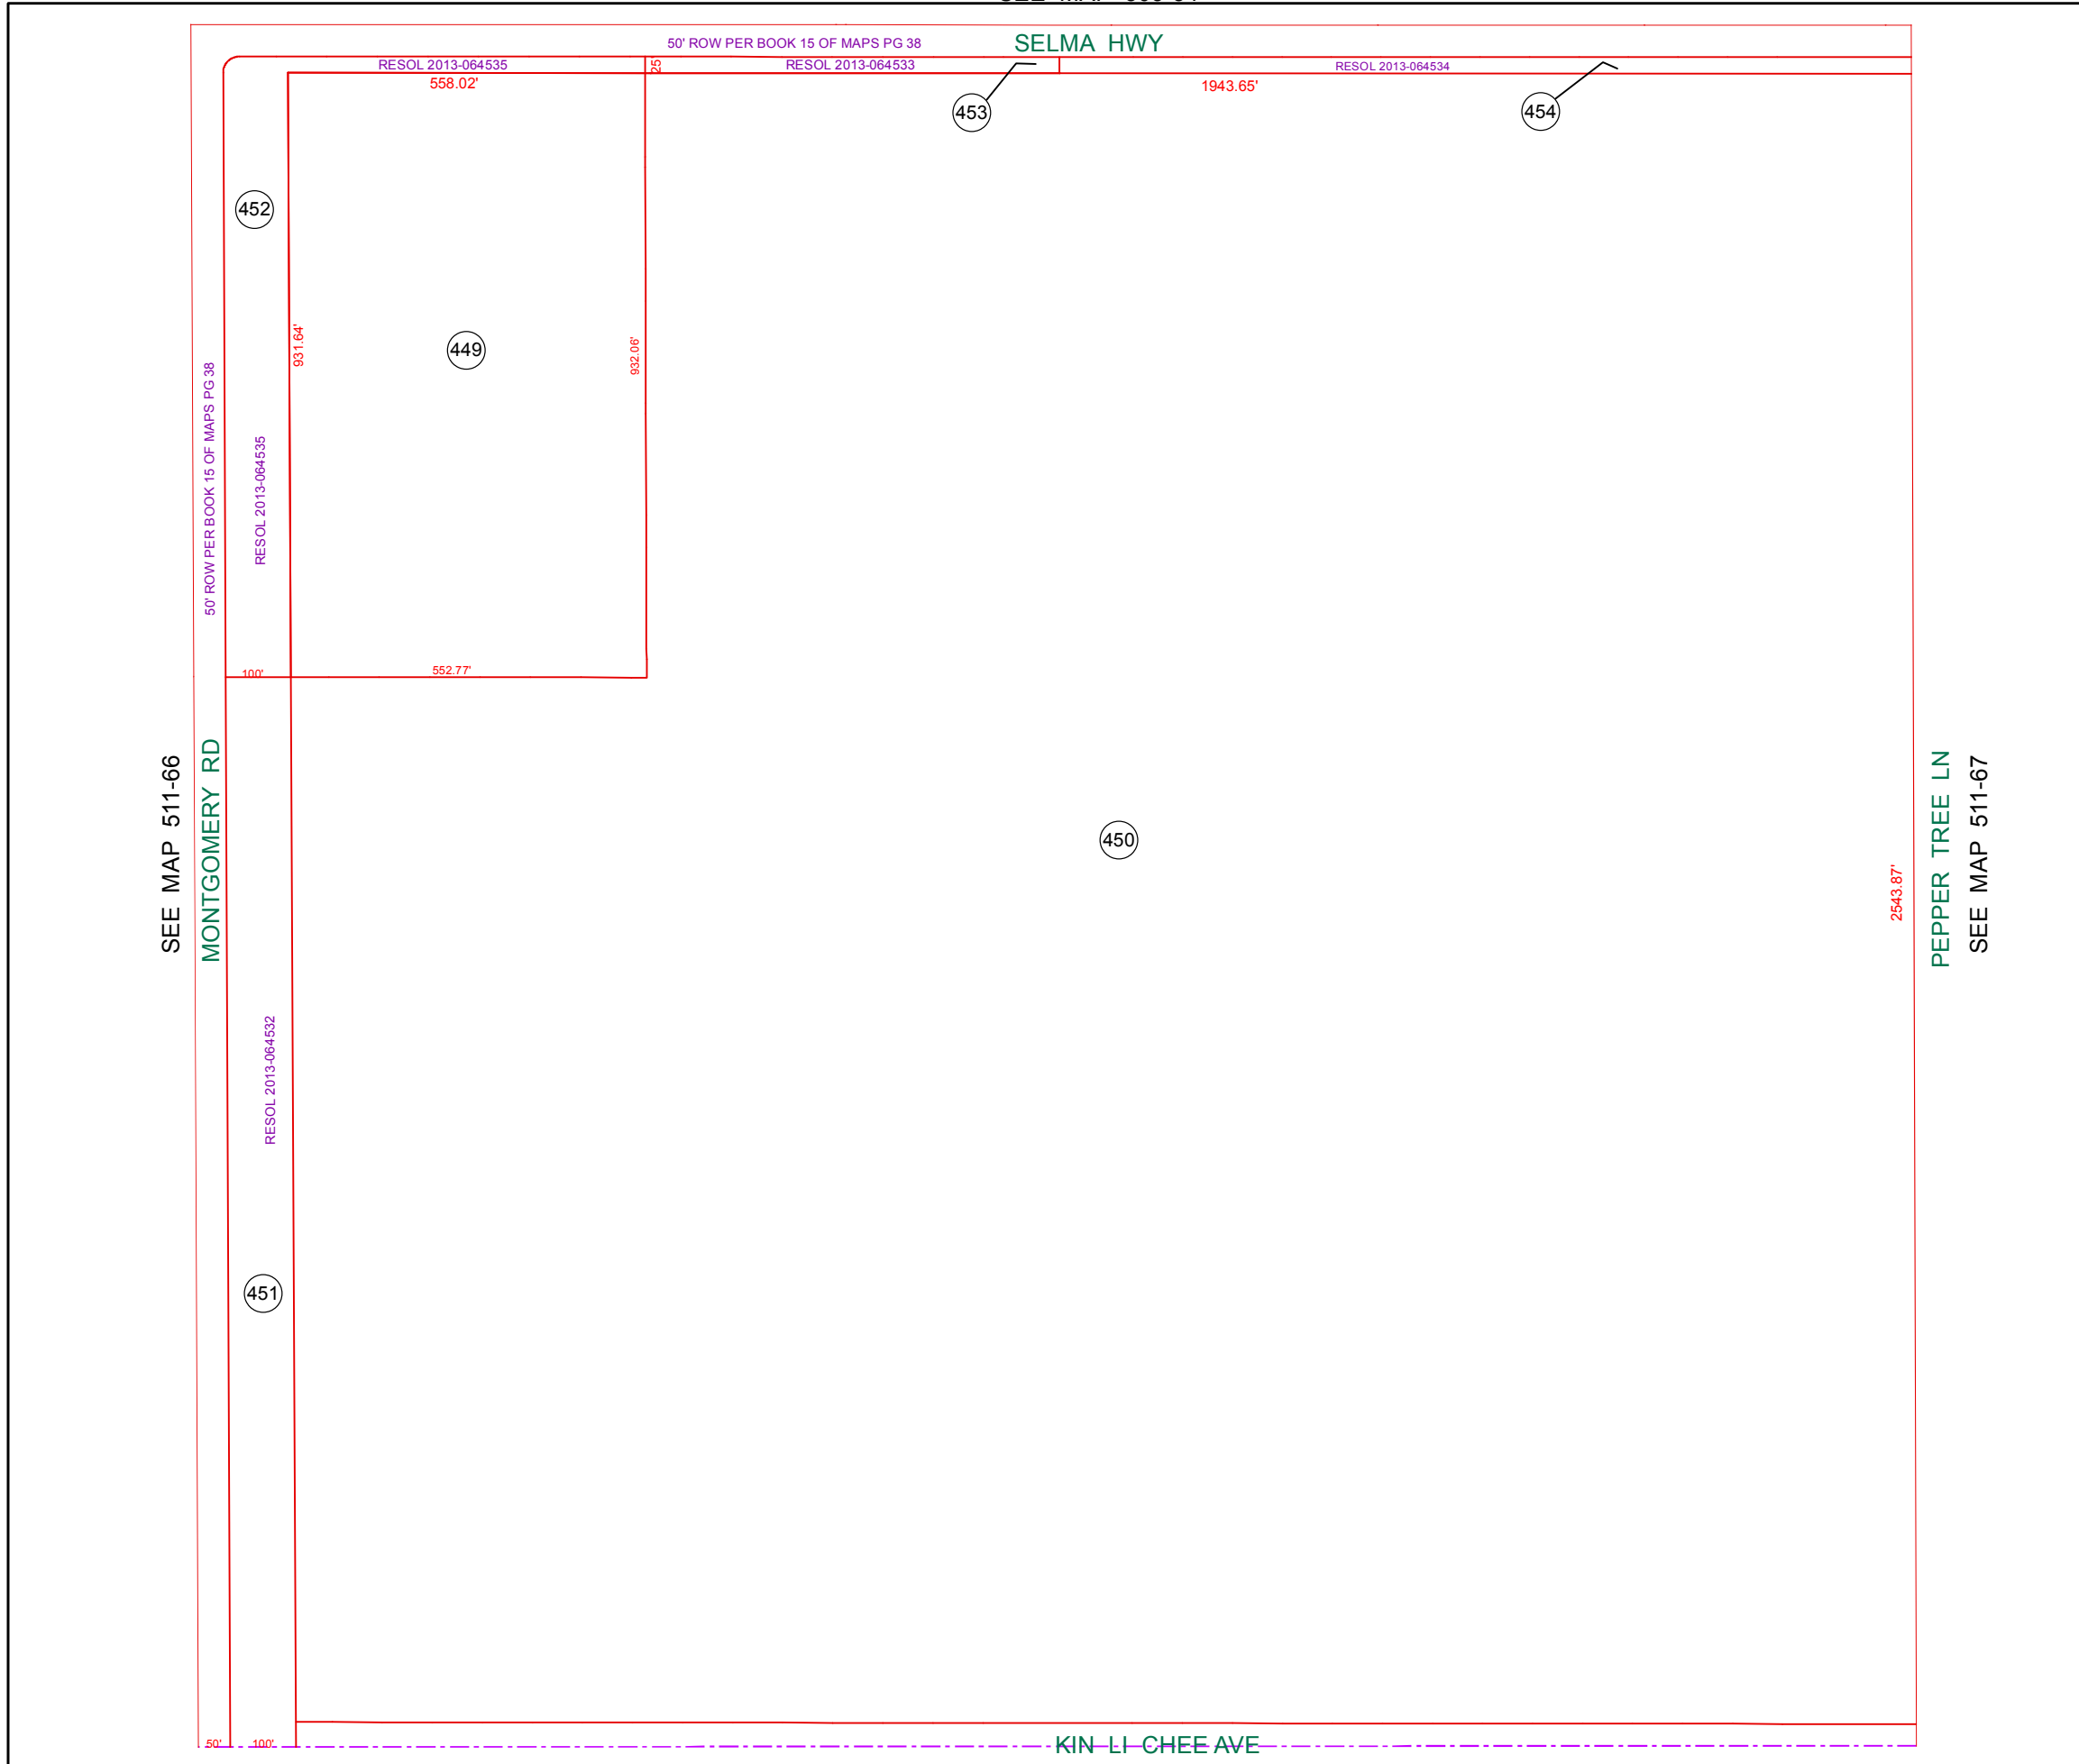 50' ROW PER BOOK 15 OF MAPS PG 38
SELMA HWY
RESOL 2013-064535
25'
RESOL 2013-064533
RESOL 2013-064534
558.02'
1943.65'
453
454
452
931.64'
449
932.06'
50' ROW PER BOOK 15 OF MAPS PG 38
RESOL 2013-064535
100'
552.77'
SEE MAP 511-66
MONTGOMERY RD
450
2543.87'
PEPPER TREE LN
SEE MAP 511-67
RESOL 2013-064532
451
50'
100'
KIN LI CHEE AVE